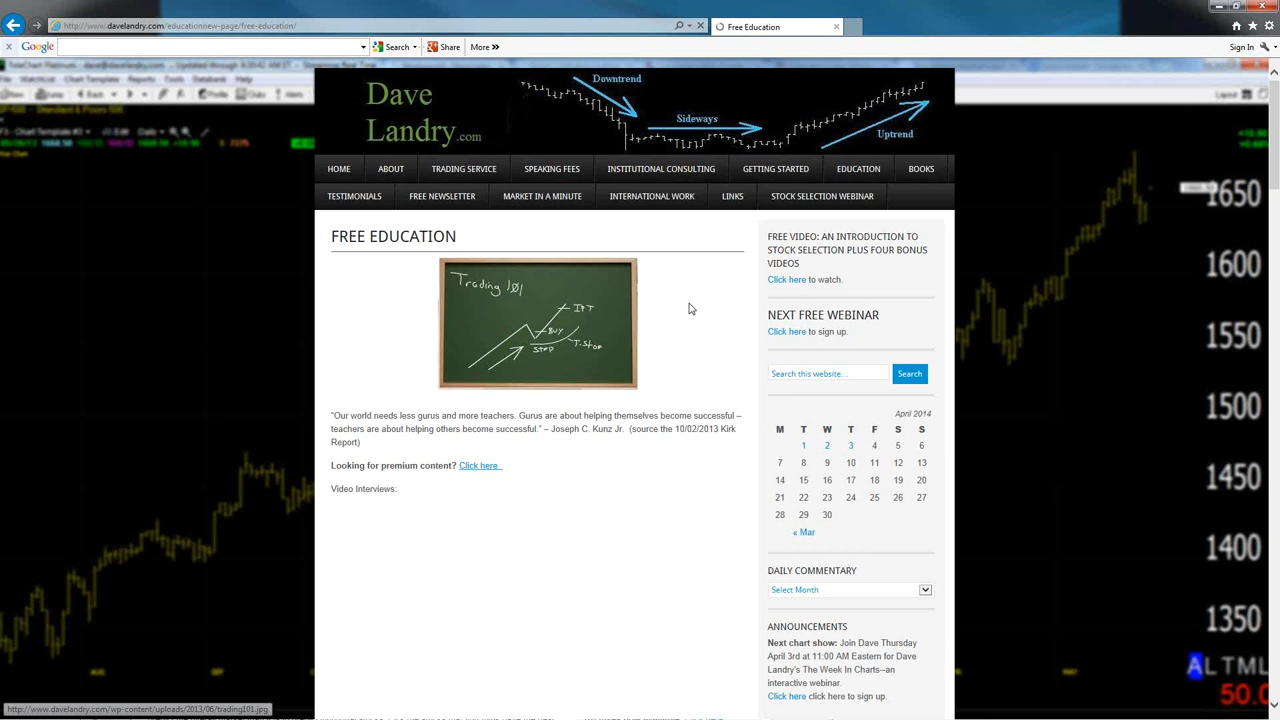 http://www.davelandry.com/educationnew-page/free-education/
Free Education
Google
Search
Share
More »
Sign In
Dave
Landry.com
Downtrend
Sideways
Uptrend
HOME
ABOUT
TRADING SERVICE
SPEAKING FEES
INSTITUTIONAL CONSULTING
GETTING STARTED
EDUCATION
BOOKS
TESTIMONIALS
FREE NEWSLETTER
MARKET IN A MINUTE
INTERNATIONAL WORK
LINKS
STOCK SELECTION WEBINAR
FREE EDUCATION
Trading 101
IPT
BUY
STOP
T.STOP
“Our world needs less gurus and more teachers. Gurus are about helping themselves become successful –
teachers are about helping others become successful.” – Joseph C. Kunz Jr.  (source the 10/02/2013 Kirk
Report)
Looking for premium content? Click here
Video Interviews:
FREE VIDEO: AN INTRODUCTION TO
STOCK SELECTION PLUS FOUR BONUS
VIDEOS
Click here to watch.
NEXT FREE WEBINAR
Click here to sign up.
Search this website…
Search
April 2014
M T W T F S S
1 2 3 4 5 6
7 8 9 10 11 12 13
14 15 16 17 18 19 20
21 22 23 24 25 26 27
28 29 30
« Mar
DAILY COMMENTARY
Select Month
ANNOUNCEMENTS
Next chart show: Join Dave Thursday
April 3rd at 11:00 AM Eastern for Dave
Landry's The Week In Charts--an
interactive webinar.
Click here click here to sign up.
1650
1600
1550
1500
1450
1400
1350
ALTML
50.0
http://www.davelandry.com/wp-content/uploads/2013/06/trading101.jpg